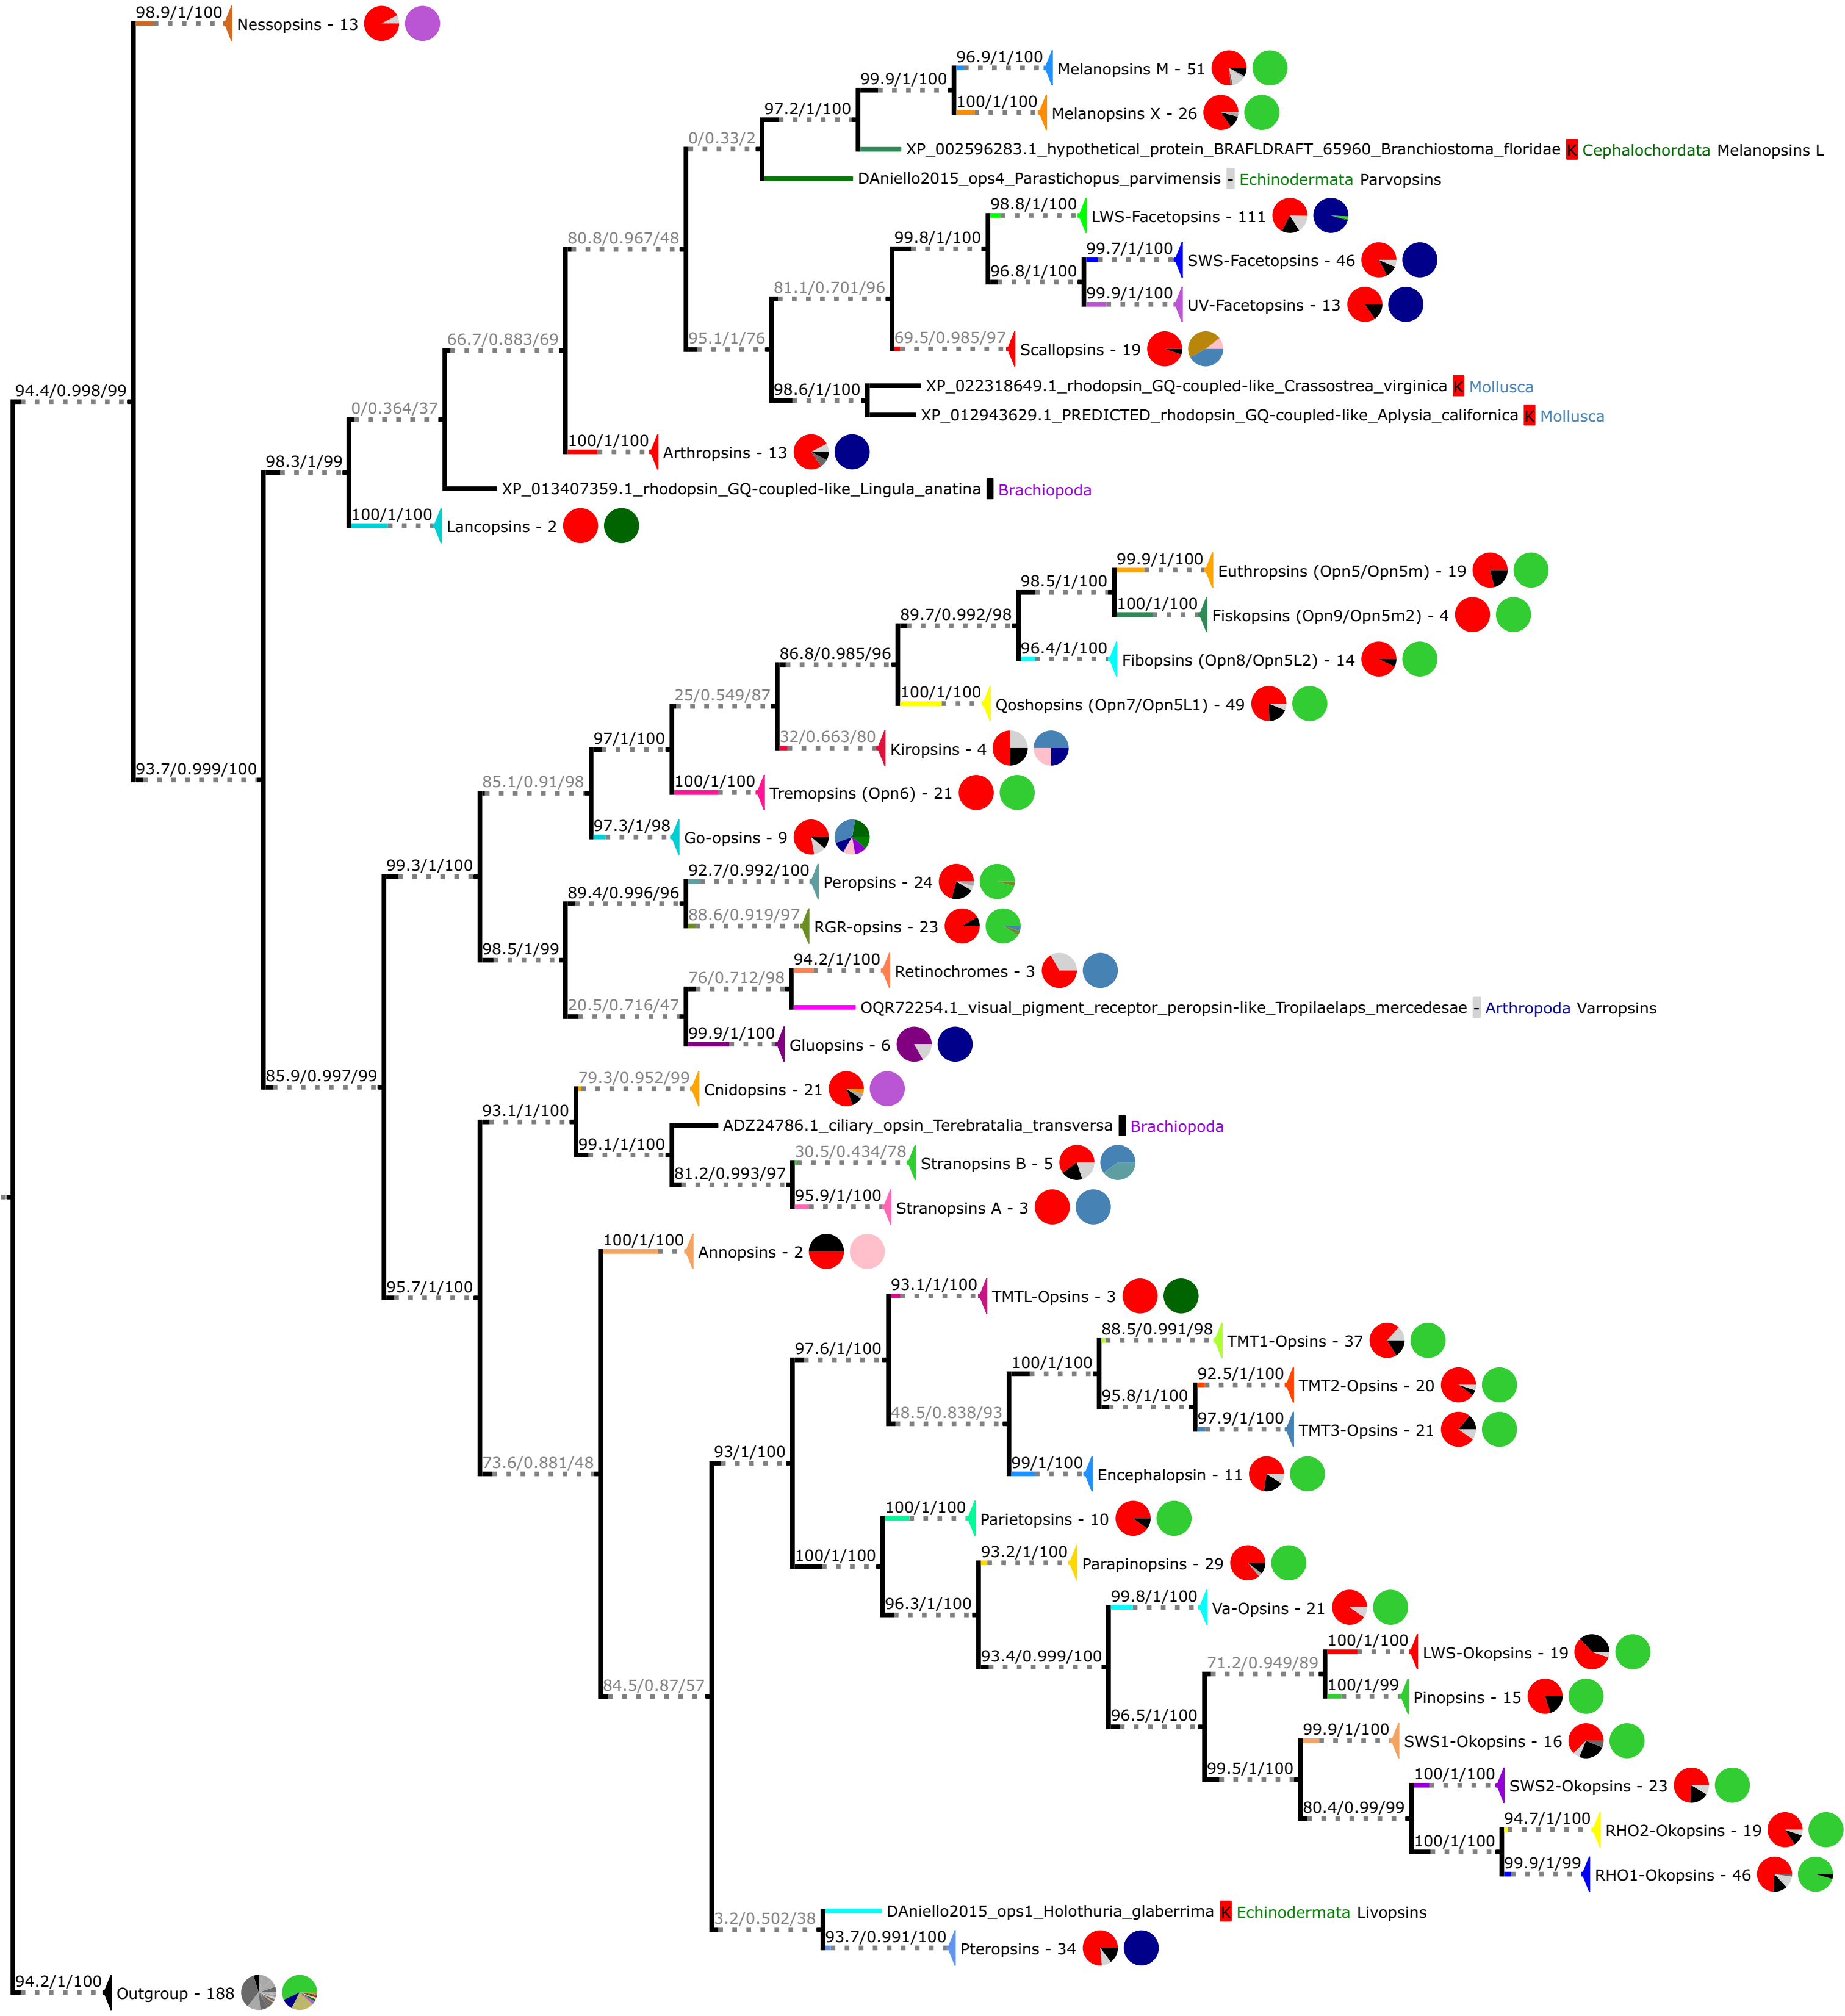 98.9/1/100
Nessopsins - 13
96.9/1/100
Melanopsins M - 51
99.9/1/100
100/1/100
Melanopsins X - 26
97.2/1/100
0/0.33/2
XP_002596283.1_hypothetical_protein_BRAFLDRAFT_65960_Branchiostoma_floridae K Cephalochordata Melanopsins L
DAniello2015_ops4_Parastichopus_parvimensis - Echinodermata Parvopsins
98.8/1/100
LWS-Facetopsins - 111
80.8/0.967/48
99.8/1/100
99.7/1/100
SWS-Facetopsins - 46
96.8/1/100
81.1/0.701/96
99.9/1/100
UV-Facetopsins - 13
66.7/0.883/69
95.1/1/76
69.5/0.985/97
Scallopsins - 19
94.4/0.998/99
98.6/1/100
XP_022318649.1_rhodopsin_GQ-coupled-like_Crassostrea_virginica K Mollusca
0/0.364/37
XP_012943629.1_PREDICTED_rhodopsin_GQ-coupled-like_Aplysia_californica K Mollusca
98.3/1/99
100/1/100
Arthropsins - 13
XP_013407359.1_rhodopsin_GQ-coupled-like_Lingula_anatina Brachiopoda
100/1/100
Lancopsins - 2
99.9/1/100
Euthropsins (Opn5/Opn5m) - 19
98.5/1/100
100/1/100
Fiskopsins (Opn9/Opn5m2) - 4
89.7/0.992/98
96.4/1/100
Fibopsins (Opn8/Opn5L2) - 14
86.8/0.985/96
25/0.549/87
100/1/100
Qoshopsins (Opn7/Opn5L1) - 49
97/1/100
32/0.663/80
Kiropsins - 4
93.7/0.999/100
85.1/0.91/98
100/1/100
Tremopsins (Opn6) - 21
97.3/1/98
Go-opsins - 9
99.3/1/100
92.7/0.992/100
Peropsins - 24
89.4/0.996/96
88.6/0.919/97
RGR-opsins - 23
98.5/1/99
94.2/1/100
Retinochromes - 3
76/0.712/98
20.5/0.716/47
OQR72254.1_visual_pigment_receptor_peropsin-like_Tropilaelaps_mercedesae - Arthropoda Varropsins
99.9/1/100
Gluopsins - 6
85.9/0.997/99
79.3/0.952/99
Cnidopsins - 21
93.1/1/100
ADZ24786.1_ciliary_opsin_Terebratalia_transversa Brachiopoda
99.1/1/100
30.5/0.434/78
Stranopsins B - 5
81.2/0.993/97
95.9/1/100
Stranopsins A - 3
100/1/100
Annopsins - 2
95.7/1/100
93.1/1/100
TMTL-Opsins - 3
88.5/0.991/98
TMT1-Opsins - 37
97.6/1/100
100/1/100
92.5/1/100
TMT2-Opsins - 20
95.8/1/100
48.5/0.838/93
97.9/1/100
TMT3-Opsins - 21
73.6/0.881/48
93/1/100
99/1/100
Encephalopsin - 11
100/1/100
Parietopsins - 10
100/1/100
93.2/1/100
Parapinopsins - 29
96.3/1/100
99.8/1/100
Va-Opsins - 21
93.4/0.999/100
100/1/100
LWS-Okopsins - 19
71.2/0.949/89
84.5/0.87/57
100/1/99
Pinopsins - 15
96.5/1/100
99.9/1/100
SWS1-Okopsins - 16
99.5/1/100
100/1/100
SWS2-Okopsins - 23
80.4/0.99/99
94.7/1/100
RHO2-Okopsins - 19
100/1/100
99.9/1/99
RHO1-Okopsins - 46
3.2/0.502/38
DAniello2015_ops1_Holothuria_glaberrima K Echinodermata Livopsins
93.7/0.991/100
Pteropsins - 34
94.2/1/100
Outgroup - 188